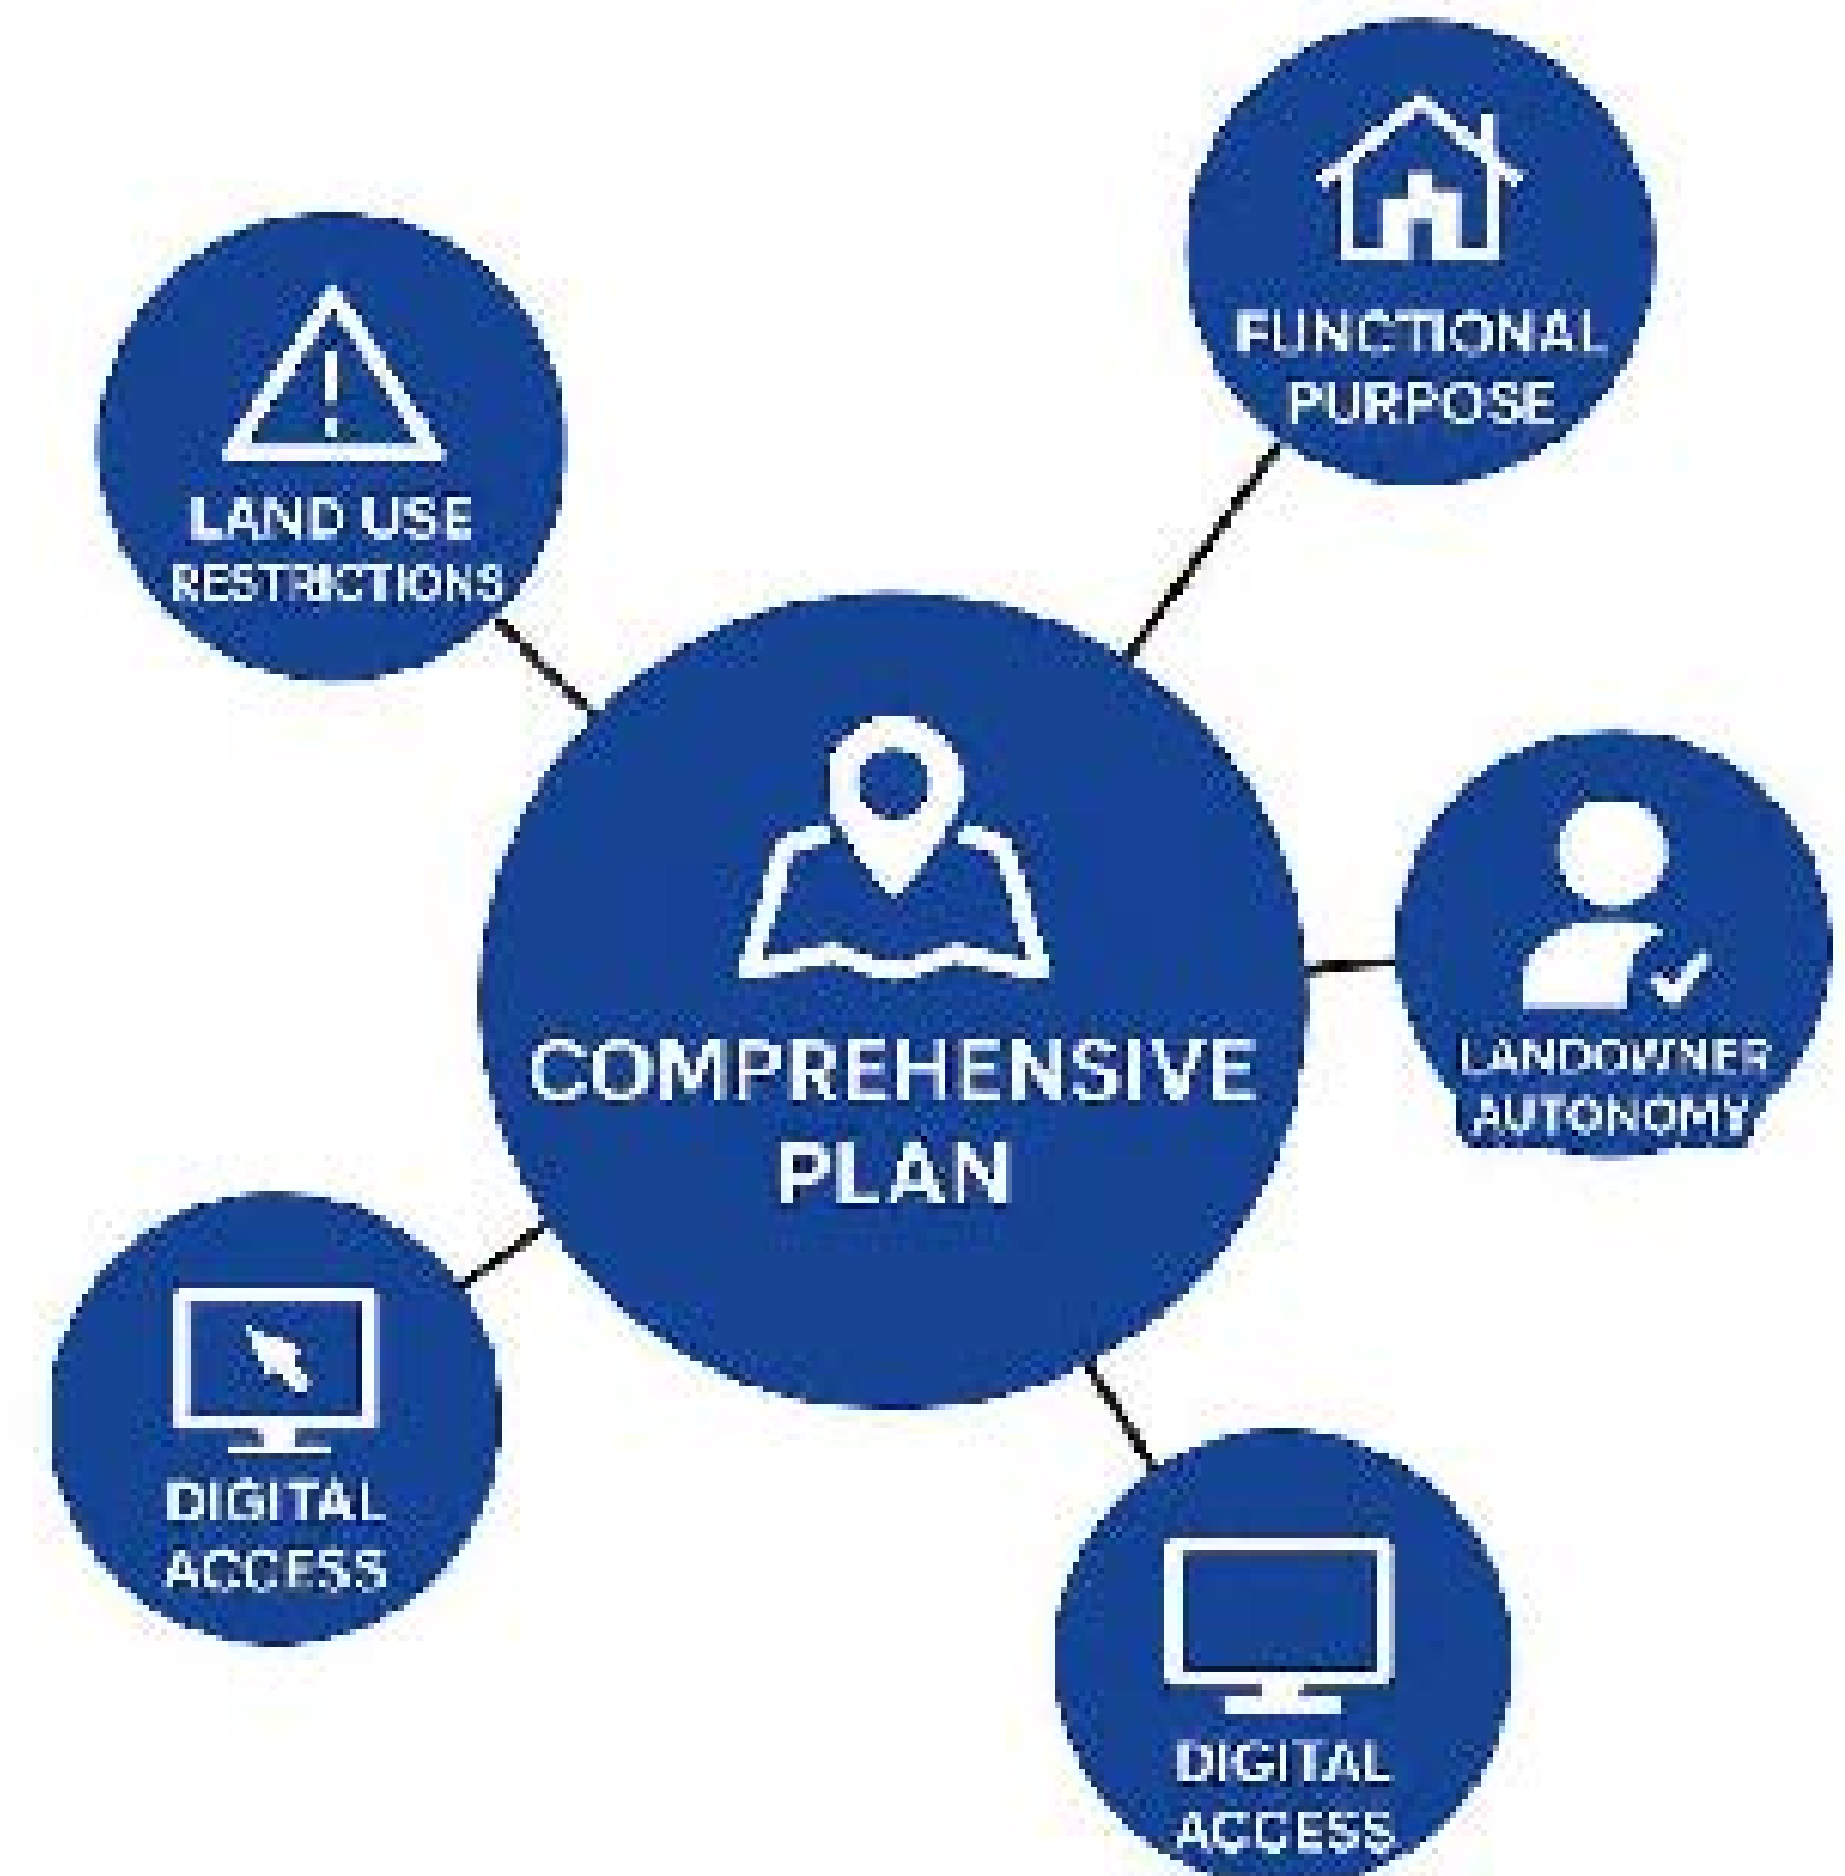 FUNCTIONAL
PURPOSE
LAND USE
RESTRICTIONS
COMPREHENSIVE
PLAN
LANDOWNER
AUTONOMY
DIGITAL
ACCESS
DIGITAL
ACCESS